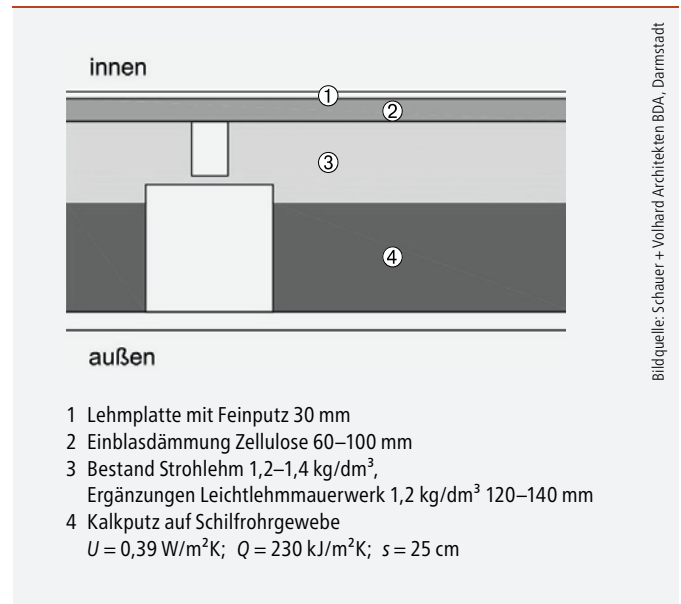 innen
1
2
3
4
außen
1 Lehmplatte mit Feinputz 30 mm
2 Einblasdämmung Zellulose 60–100 mm
3 Bestand Strohlehm 1,2–1,4 kg/dm³,
Ergänzungen Leichtlehmmauerwerk 1,2 kg/dm³ 120–140 mm
4 Kalkputz auf Schilfrohrgewebe
U = 0,39 W/m²K; Q = 230 kJ/m²K; s = 25 cm
Bildquelle: Schauer + Volhard Architekten BDA, Darmstadt